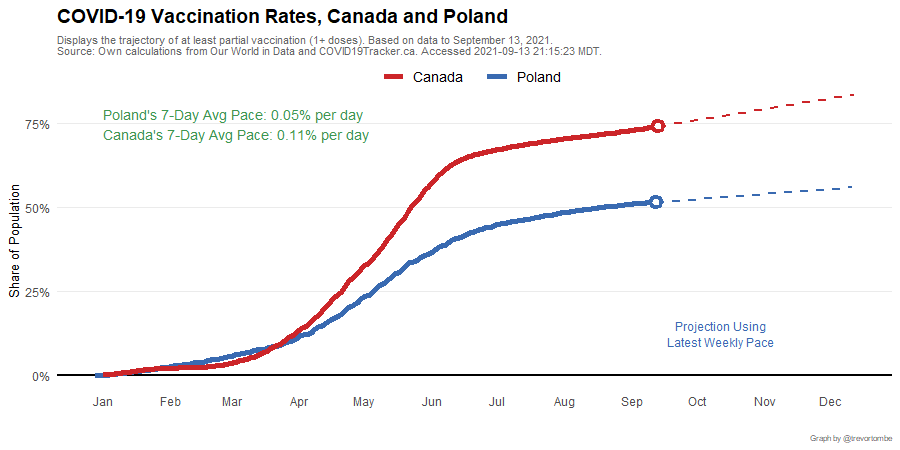 COVID-19 Vaccination Rates, Canada and Poland
Displays the trajectory of at least partial vaccination (1+ doses). Based on data to September 13, 2021.
Source: Own calculations from Our World in Data and COVID19Tracker.ca. Accessed 2021-09-13 21:15:23 MDT.
Canada Poland
Poland's 7-Day Avg Pace: 0.05% per day
Canada's 7-Day Avg Pace: 0.11% per day
75%
50%
25%
0%
Share of Population
Projection Using
Latest Weekly Pace
Jan Feb Mar Apr May Jun Jul Aug Sep Oct Nov Dec
Graph by @trevortombe